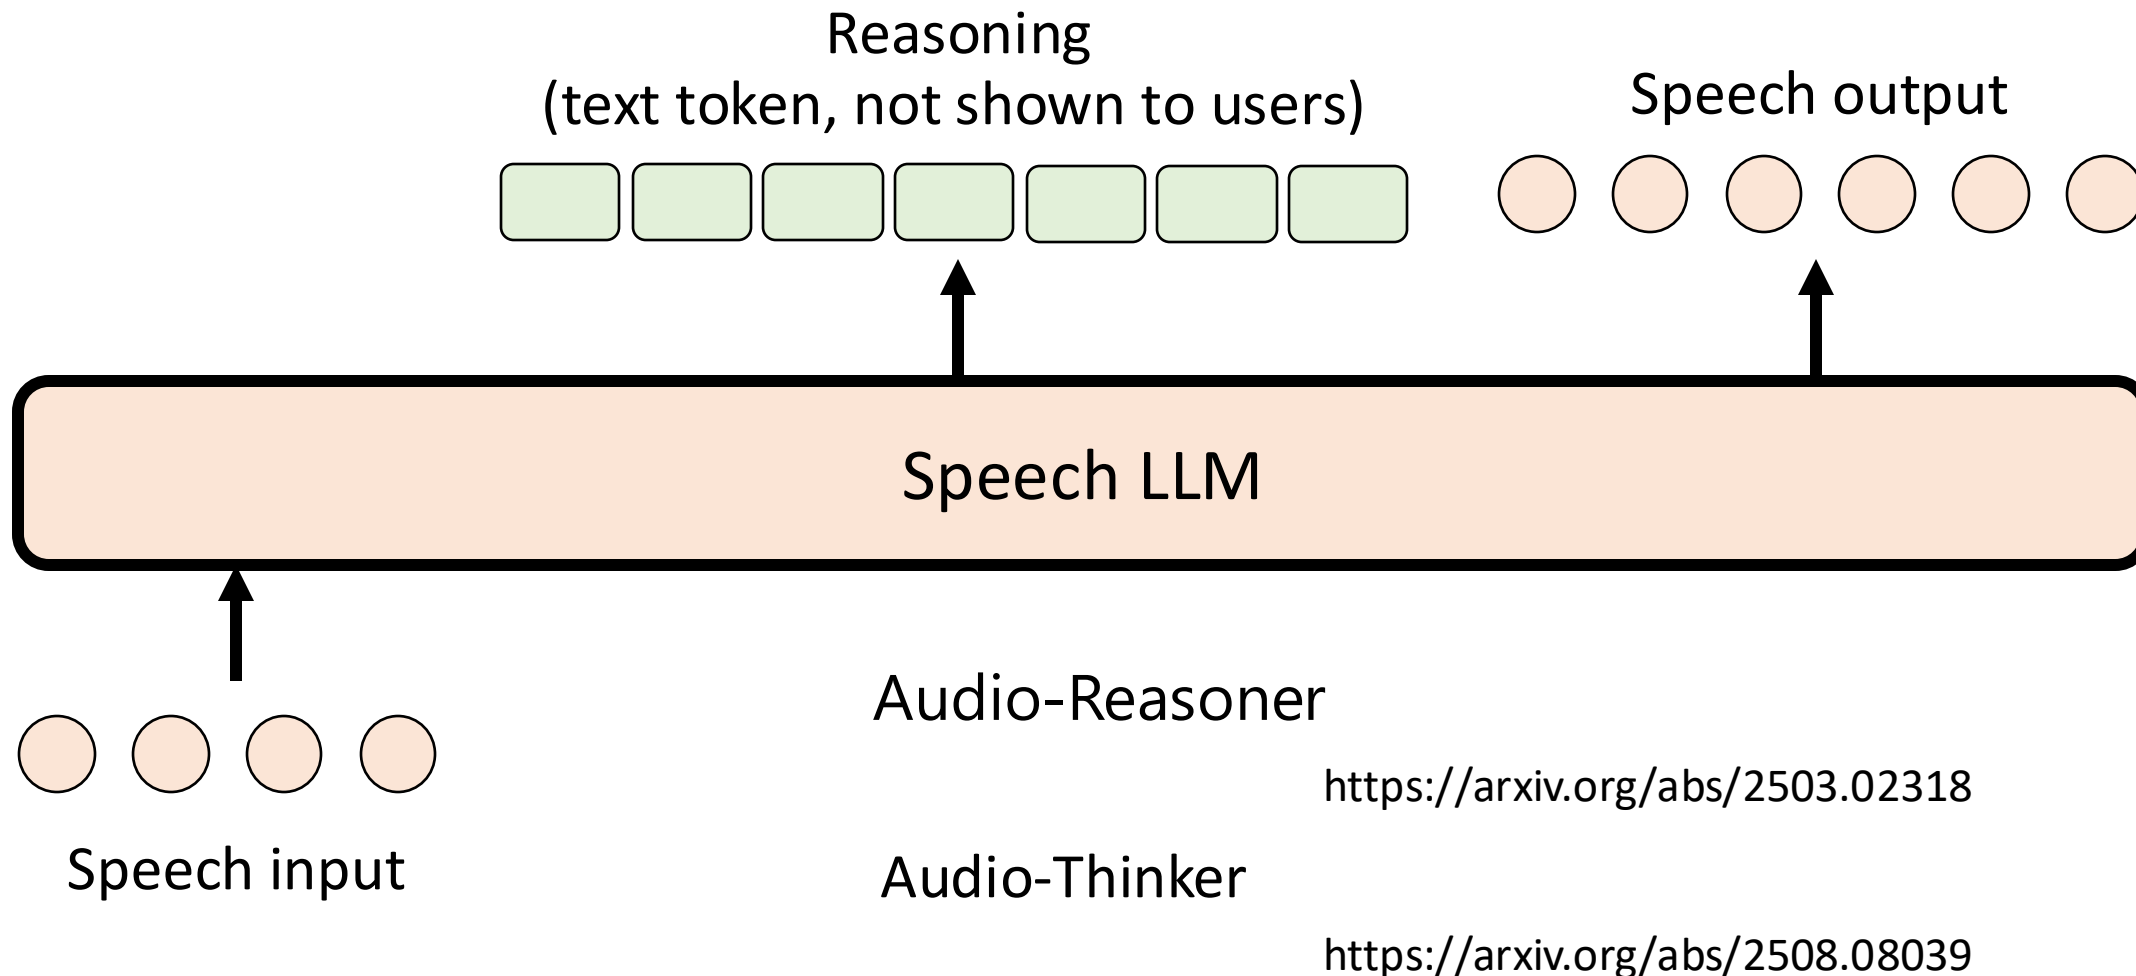 Reasoning
(text token, not shown to users)
Speech output
Speech LLM
Speech input
Audio-Reasoner
https://arxiv.org/abs/2503.02318
Audio-Thinker
https://arxiv.org/abs/2508.08039